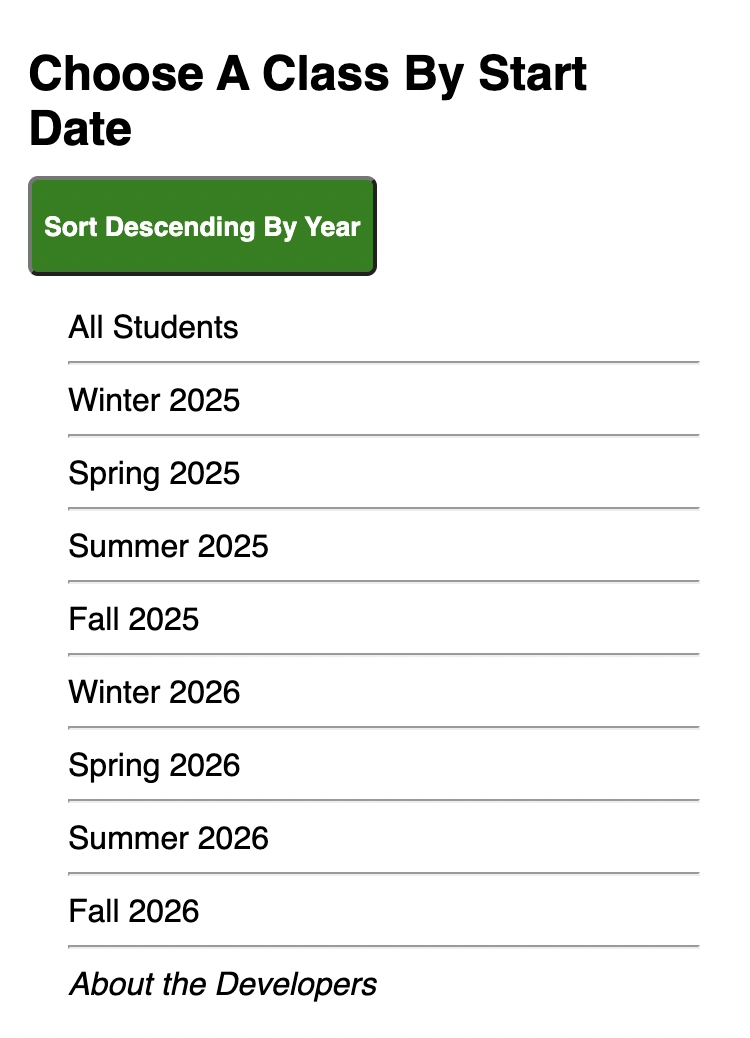 Choose A Class By Start
Date
Sort Descending By Year
All Students
Winter 2025
Spring 2025
Summer 2025
Fall 2025
Winter 2026
Spring 2026
Summer 2026
Fall 2026
About the Developers